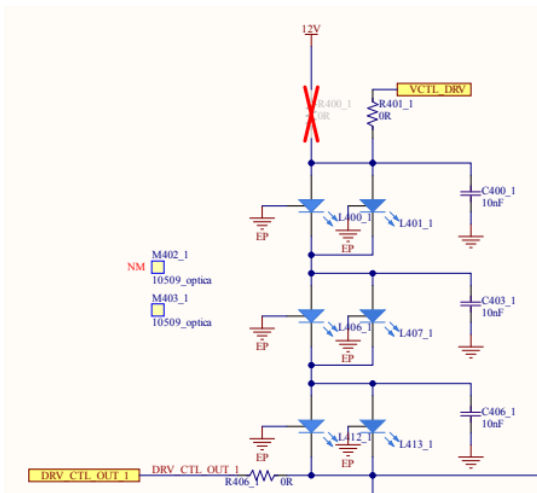 12V
R400_1
0R
R401_1
0R
VCTL_DRV
L400_1
L401_1
C400_1
10nF
EP
EP
M402_1
NM
10509_optica
M403_1
10509_optica
L406_1
L407_1
C403_1
10nF
EP
EP
L412_1
L413_1
C406_1
10nF
EP
EP
DRV_CTL_OUT_1
DRV_CTL_OUT_1
R406_1
0R